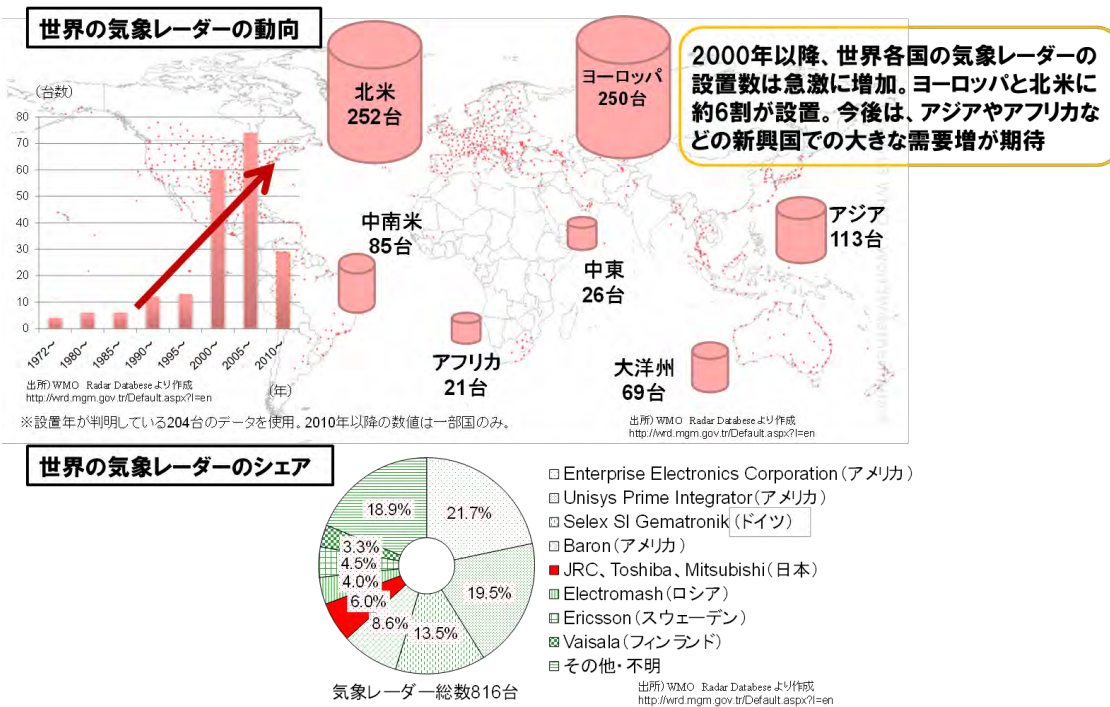 世界の気象レーダーの動向
2000年以降、世界各国の気象レーダーの
設置数は急激に増加。ヨーロッパと北米に
約6割が設置。今後は、アジアやアフリカな
どの新興国での大きな需要増が期待
(台数)
80
70
60
50
40
30
20
10
0
1972~
1980~
1985~
1990~
1995~
2000~
2005~
2010~
(年)
北米
252台
ヨーロッパ
250台
中南米
85台
中東
26台
アジア
113台
アフリカ
21台
大洋州
69台
出所)WMO Radar Databeseより作成
http://wrd.mgm.gov.tr/Default.aspx?l=en
※設置年が判明している204台のデータを使用。2010年以降の数値は一部国のみ。
出所)WMO Radar Databeseより作成
http://wrd.mgm.gov.tr/Default.aspx?l=en
世界の気象レーダーのシェア
21.7%
19.5%
13.5%
8.6%
6.0%
4.0%
4.5%
3.3%
18.9%
Enterprise Electronics Corporation(アメリカ)
Unisys Prime Integrator(アメリカ)
Selex SI Gematronik(ドイツ)
Baron(アメリカ)
JRC、Toshiba、Mitsubishi(日本)
Electromash(ロシア)
Ericsson(スウェーデン)
Vaisala(フィンランド)
その他・不明
気象レーダー総数816台
出所)WMO Radar Databeseより作成
http://wrd.mgm.gov.tr/Default.aspx?l=en